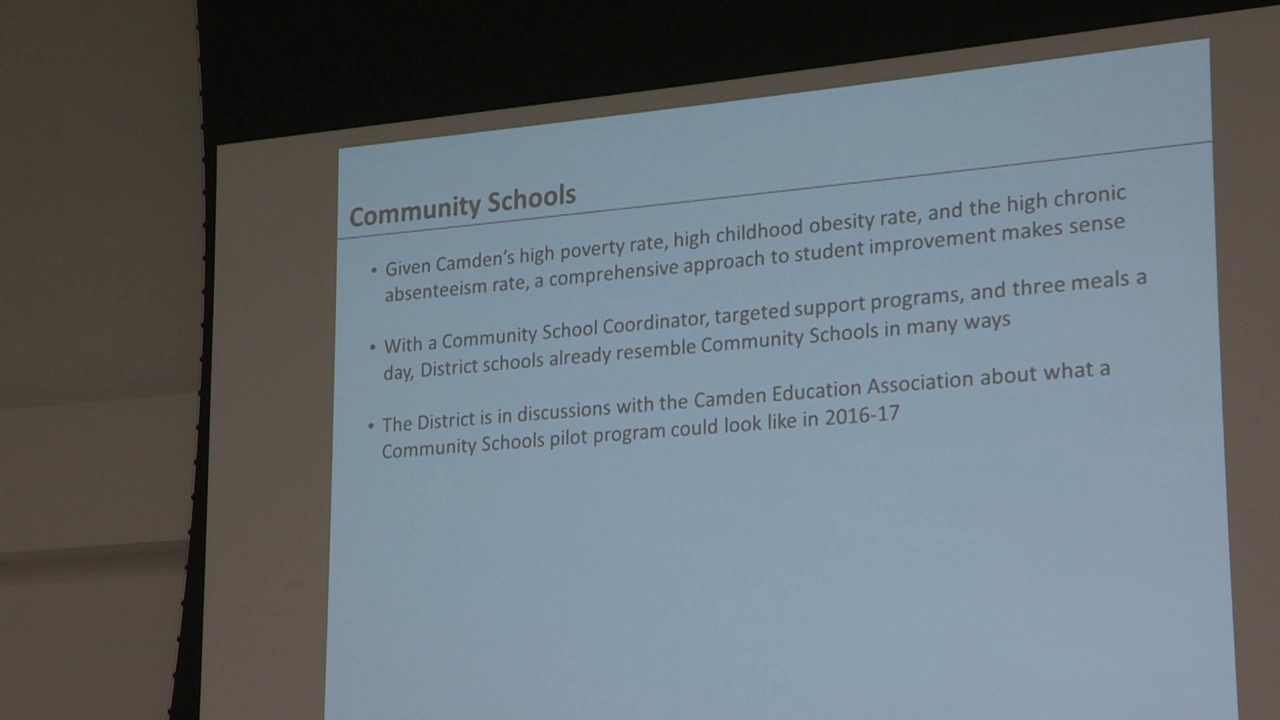 Community Schools
• Given Camden's high poverty rate, high childhood obesity rate, and the high chronic
absenteeism rate, a comprehensive approach to student improvement makes sense
• With a Community School Coordinator, targeted support programs, and three meals a
day, District schools already resemble Community Schools in many ways
• The District is in discussions with the Camden Education Association about what a
Community Schools pilot program could look like in 2016-17